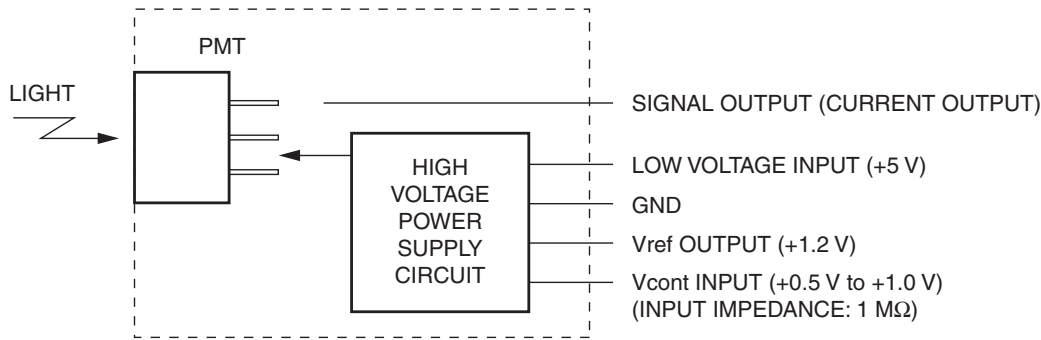 PMT
LIGHT
SIGNAL OUTPUT (CURRENT OUTPUT)
HIGH
VOLTAGE
POWER
SUPPLY
CIRCUIT
LOW VOLTAGE INPUT (+5 V)
GND
Vref OUTPUT (+1.2 V)
Vcont INPUT (+0.5 V to +1.0 V)
(INPUT IMPEDANCE: 1 MΩ)